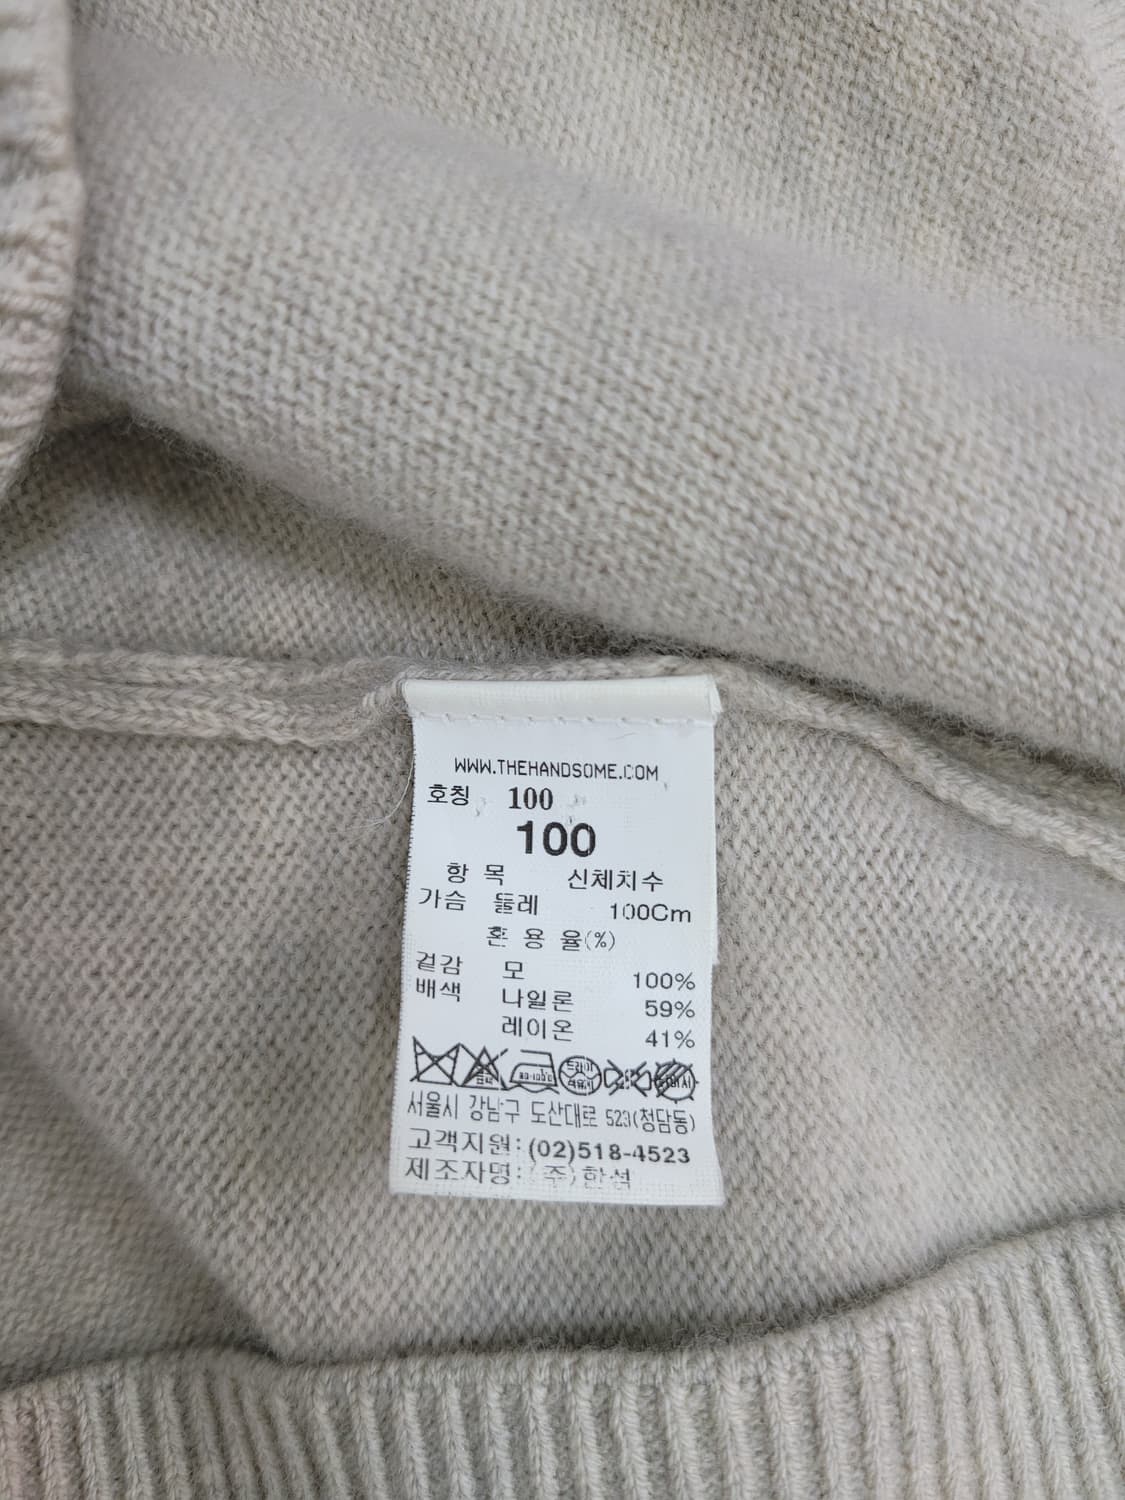 WWW.THEHANDSOME.COM
호칭 100
100
항 목 신체치수
가슴 둘레 100Cm
혼 용 율(%)
겉감 모 100%
배색 나일론 59%
레이온 41%
드라이
서울시 강남구 도산대로 523(청담동)
고객지원: (02)518-4523
제조자명: (주)한섬